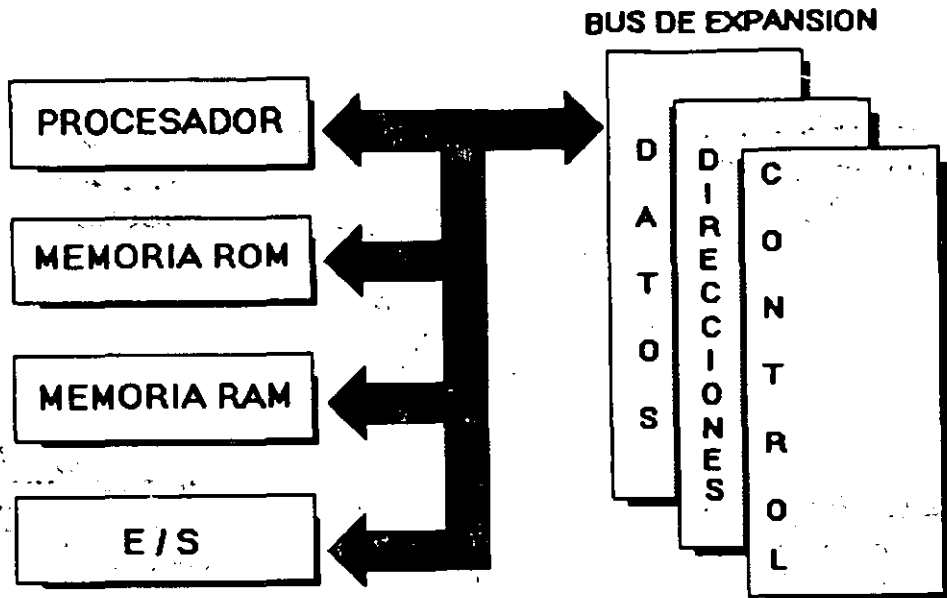 BUS DE EXPANSION
PROCESADOR
MEMORIA ROM
MEMORIA RAM
E / S
DATOS
DIRECCIONES
CONTROL